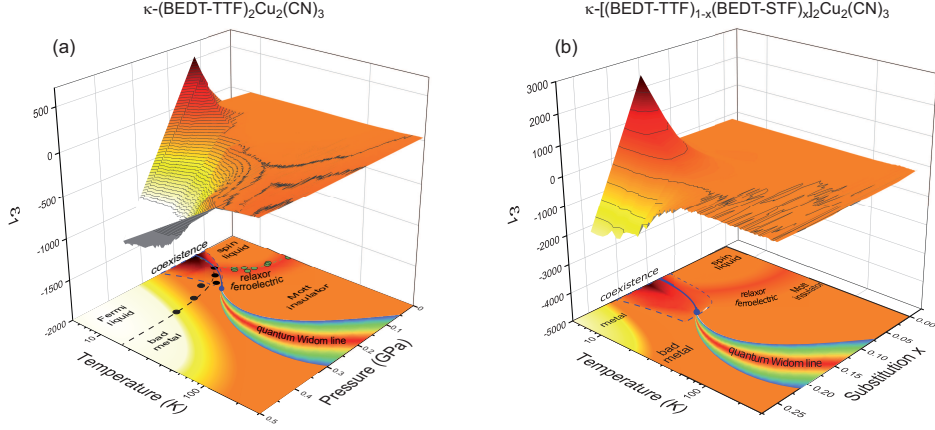 κ-(BEDT-TTF)₂Cu₂(CN)₃
(a)
500
0
-500
-1000
-1500
-2000
ε1
coexistence
spin
liquid
relaxor
ferroelectric
Mott
insulator
Fermi
liquid
bad
metal
quantum Widom line
10
100
Temperature (K)
0
0.1
0.2
0.3
0.4
0.5
Pressure (GPa)
κ-[(BEDT-TTF)₁₋ₓ(BEDT-STF)ₓ]₂Cu₂(CN)₃
(b)
3000
2000
1000
0
-1000
-2000
-3000
-4000
-5000
ε1
coexistence
spin
liquid
relaxor
ferroelectric
Mott
insulator
metal
bad
metal
quantum Widom line
10
100
Temperature (K)
0.00
0.05
0.10
0.15
0.20
0.25
Substitution x